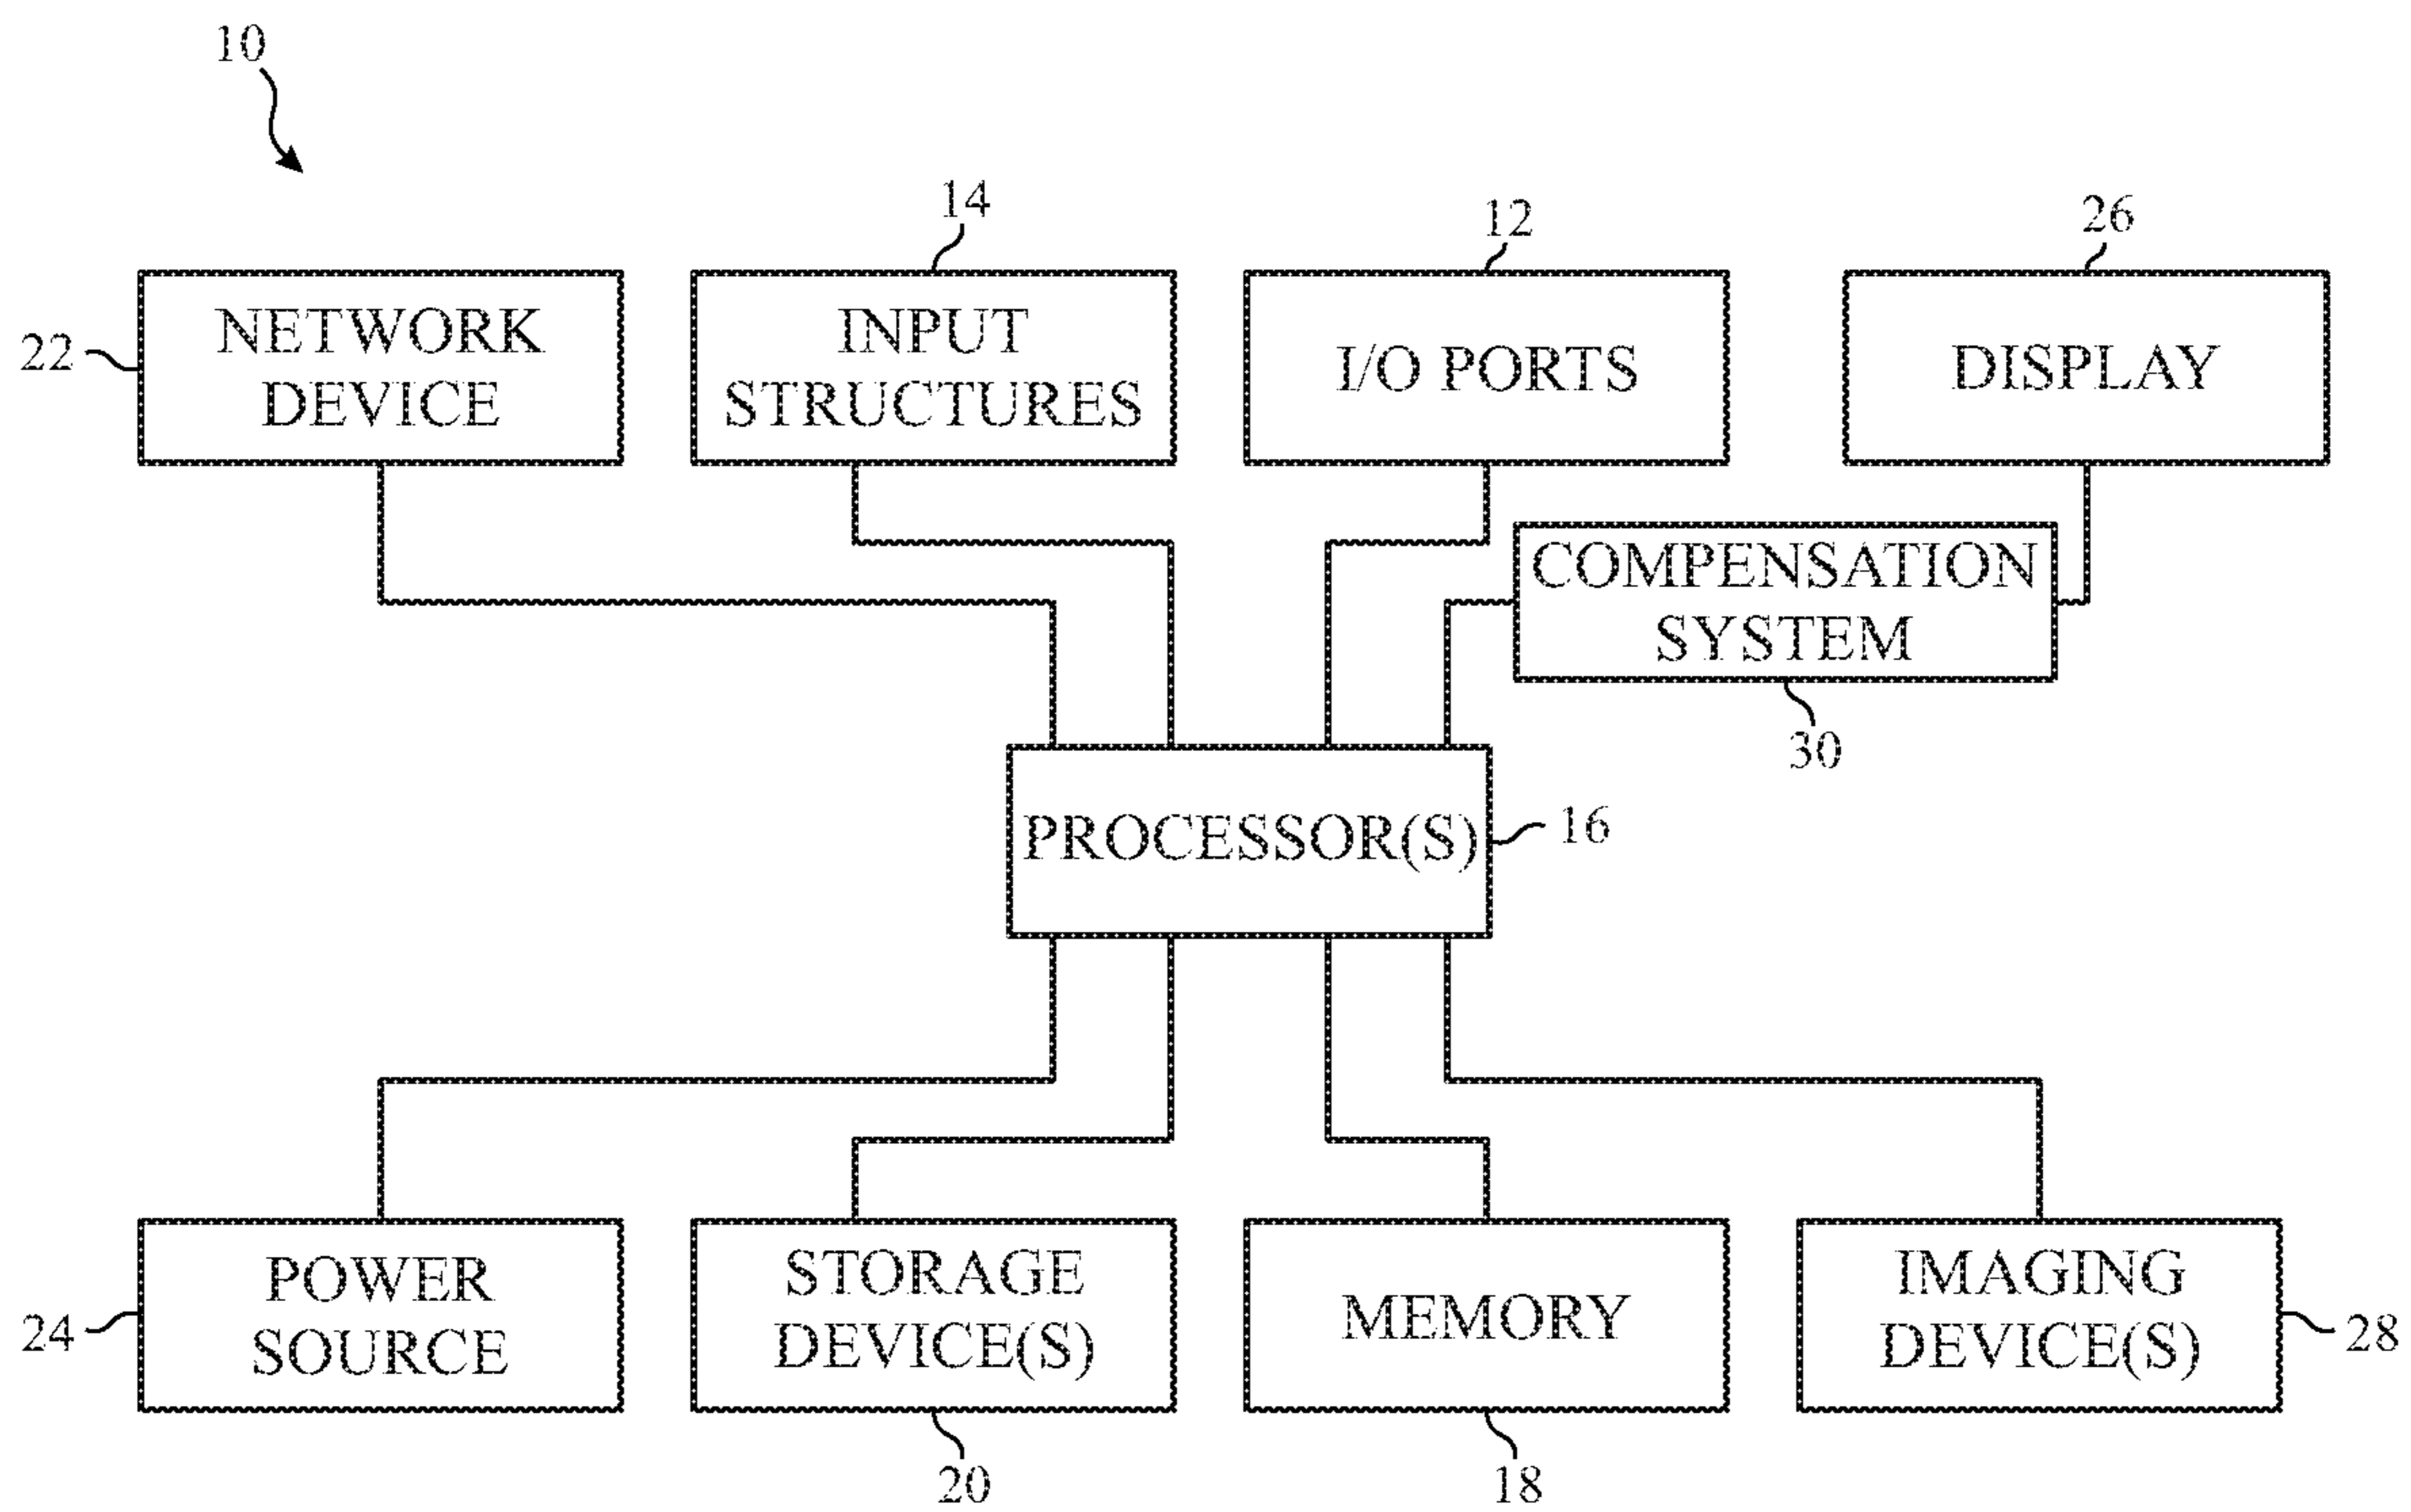 10
14
12
26
22
NETWORK
DEVICE
INPUT
STRUCTURES
I/O PORTS
DISPLAY
COMPENSATION
SYSTEM
30
PROCESSOR(S)
16
24
POWER
SOURCE
STORAGE
DEVICE(S)
MEMORY
IMAGING
DEVICE(S)
28
20
18